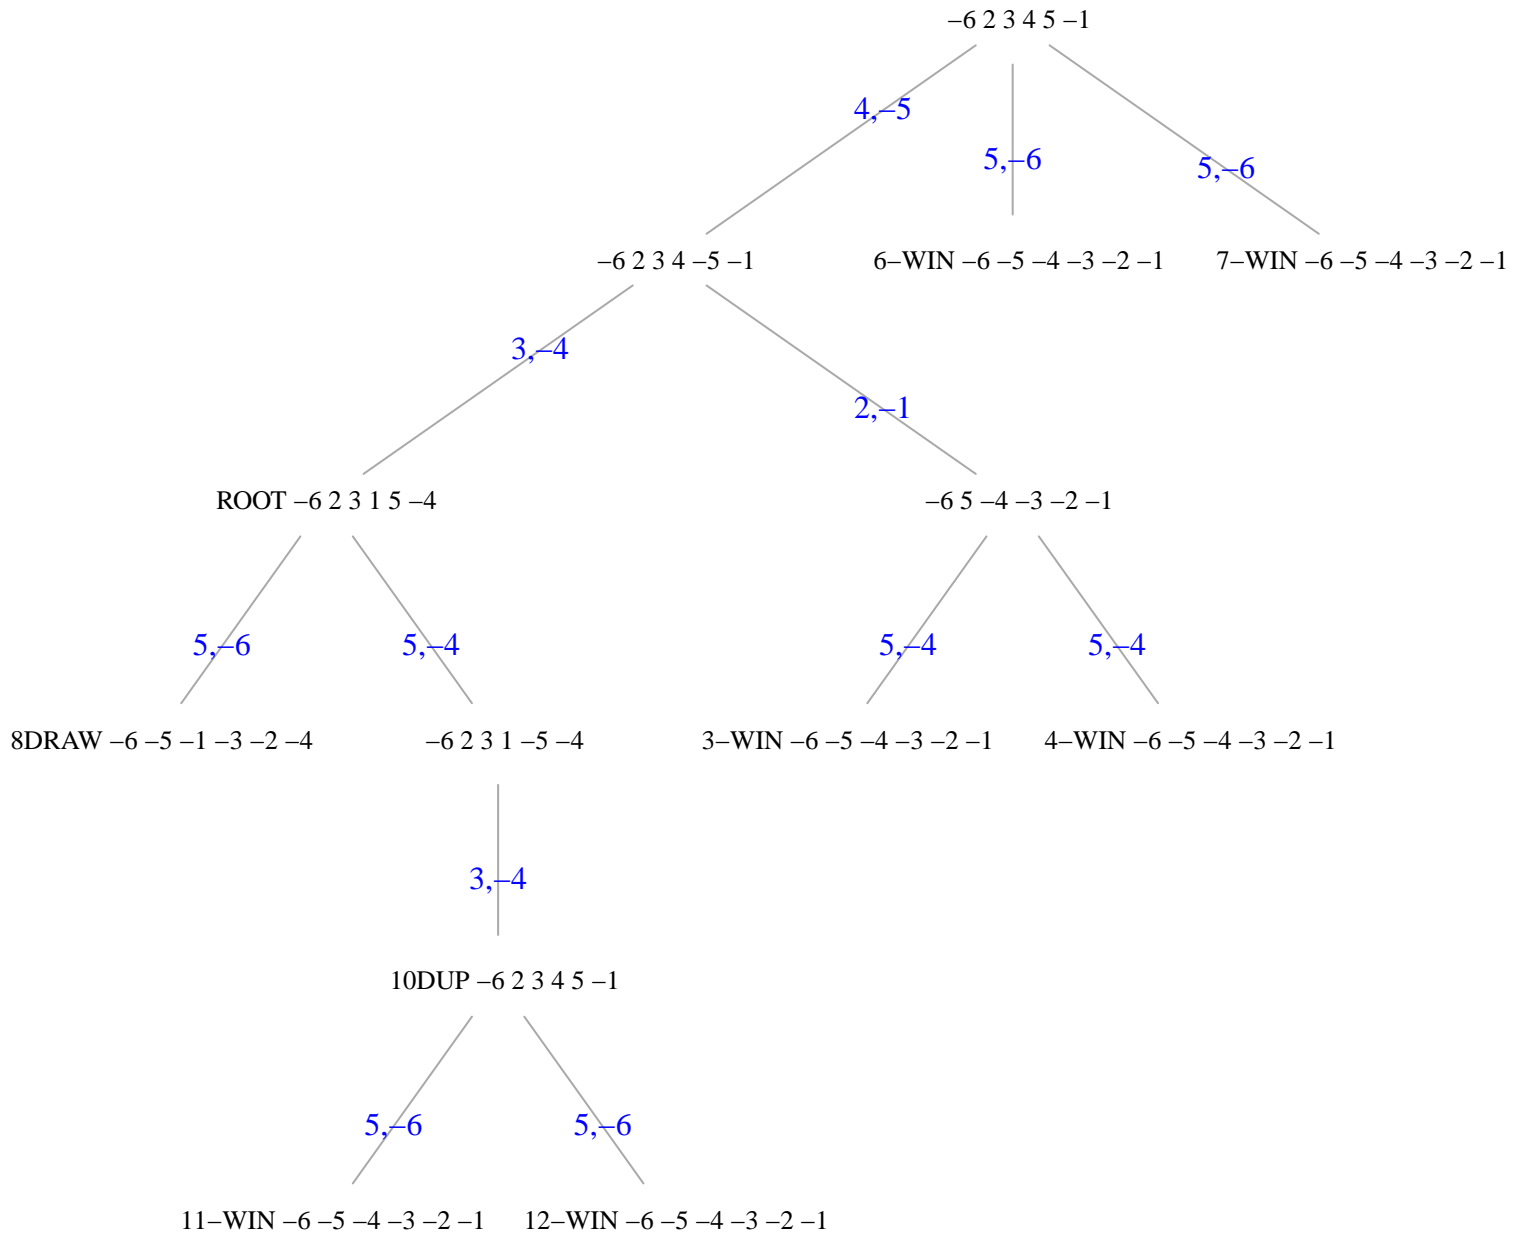 –6 2 3 4 5 –1
4,–5
5,–6
5,–6
–6 2 3 4 –5 –1
6–WIN –6 –5 –4 –3 –2 –1
7–WIN –6 –5 –4 –3 –2 –1
3,–4
2,–1
ROOT –6 2 3 1 5 –4
–6 5 –4 –3 –2 –1
5,–6
5,–4
5,–4
5,–4
8DRAW –6 –5 –1 –3 –2 –4
–6 2 3 1 –5 –4
3–WIN –6 –5 –4 –3 –2 –1
4–WIN –6 –5 –4 –3 –2 –1
3,–4
10DUP –6 2 3 4 5 –1
5,–6
5,–6
11–WIN –6 –5 –4 –3 –2 –1
12–WIN –6 –5 –4 –3 –2 –1